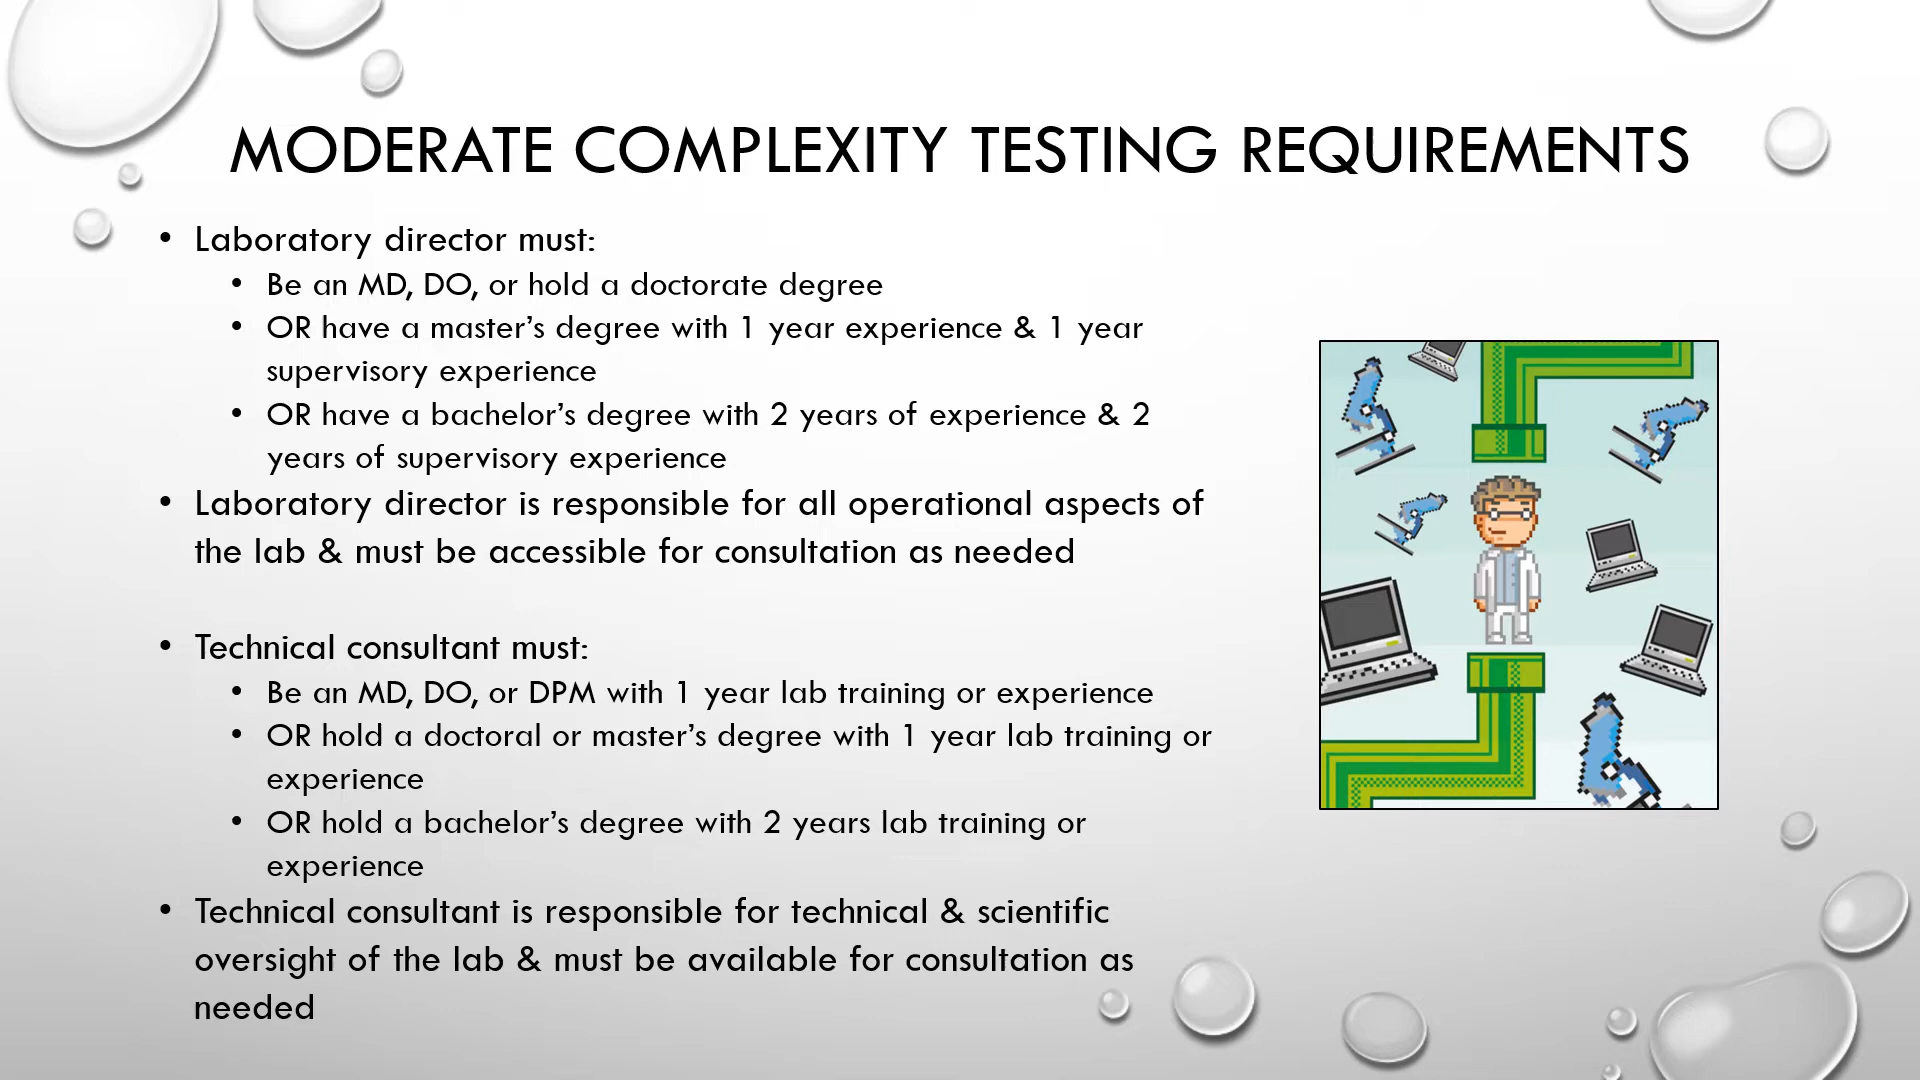 MODERATE COMPLEXITY TESTING REQUIREMENTS
• Laboratory director must:
• Be an MD, DO, or hold a doctorate degree
• OR have a master’s degree with 1 year experience & 1 year
supervisory experience
• OR have a bachelor’s degree with 2 years of experience & 2
years of supervisory experience
• Laboratory director is responsible for all operational aspects of
the lab & must be accessible for consultation as needed
• Technical consultant must:
• Be an MD, DO, or DPM with 1 year lab training or experience
• OR hold a doctoral or master’s degree with 1 year lab training or
experience
• OR hold a bachelor’s degree with 2 years lab training or
experience
• Technical consultant is responsible for technical & scientific
oversight of the lab & must be available for consultation as
needed